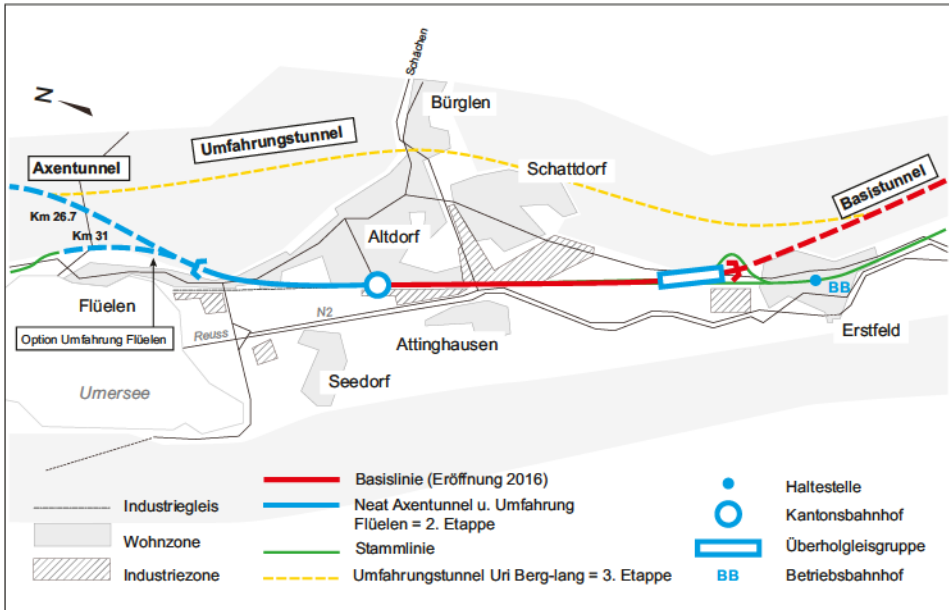 Schächen
Bürglen
N
Umfahrungstunnel
Axentunnel
Schattdorf
Basistunnel
Km 26.7
Km 31
Altdorf
Flüelen
BB
N2
Option Umfahrung Flüelen
Reuss
Attinghausen
Erstfeld
Seedorf
Urnersee
Basislinie (Eröffnung 2016)
Haltestelle
Industriegleis
Neat Axentunnel u. Umfahrung
Flüelen = 2. Etappe
Kantonsbahnhof
Wohnzone
Stammlinie
Überholgleisgruppe
Industriezone
Umfahrungstunnel Uri Berg-lang = 3. Etappe
BB Betriebsbahnhof